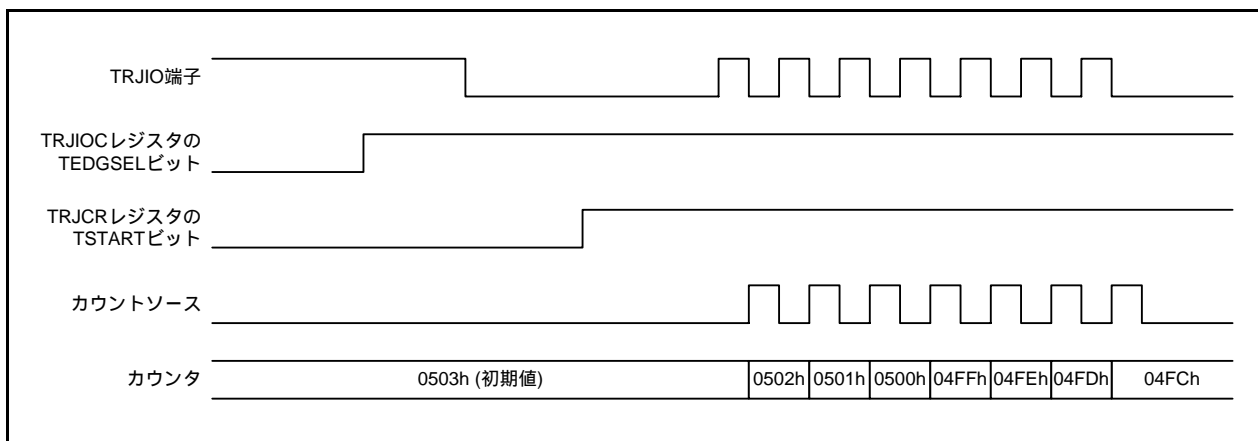 TRJIO端子
TRJIOCレジスタの
TEDGSELビット
TRJCRレジスタの
TSTARTビット
カウントソース
カウンタ
0503h (初期値)
0502h
0501h
0500h
04FFh
04FEh
04FDh
04FCh